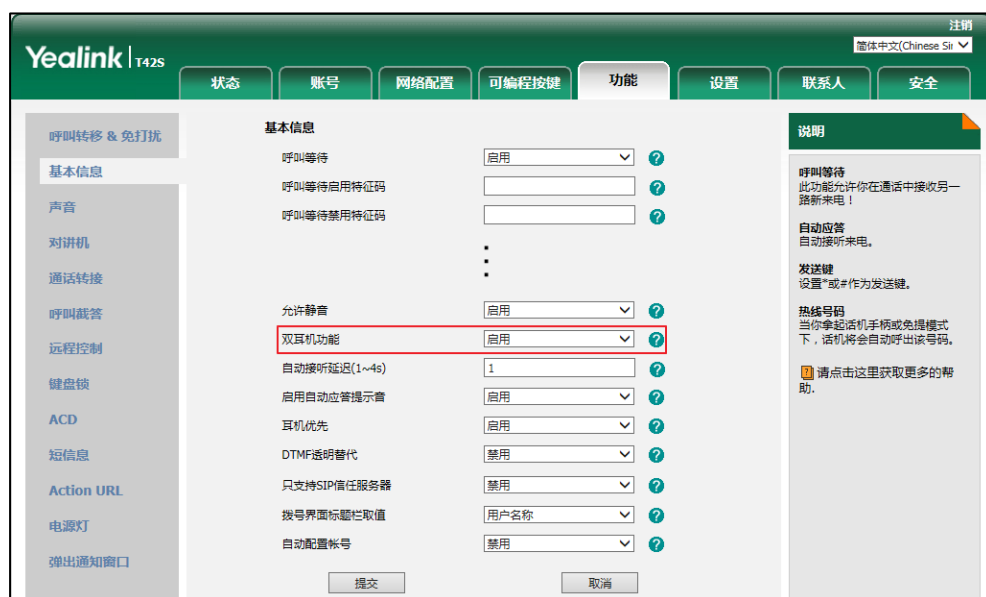 注销
Yealink T42S
简体中文(Chinese Sir
状态 账号 网络配置 可编程按键 功能 设置 联系人 安全
呼叫转移 & 免打扰
基本信息
声音
对讲机
通话转接
呼叫截答
远程控制
键盘锁
ACD
短信息
Action URL
电源灯
弹出通知窗口
基本信息
呼叫等待 启用
呼叫等待启用特征码
呼叫等待禁用特征码
允许静音 启用
双耳机功能 启用
自动接听延迟(1~4s) 1
启用自动应答提示音 启用
耳机优先 启用
DTMF透明替代 禁用
只支持SIP信任服务器 禁用
拨号界面标题栏取值 用户名称
自动配置帐号 禁用
提交 取消
说明
呼叫等待
此功能允许你在通话中接收另一
路新来电！
自动应答
自动接听来电。
发送键
设置*或#作为发送键。
热线号码
当你拿起话机手柄或免提模式
下，话机将会自动呼出该号码。
请点击这里获取更多的帮
助.